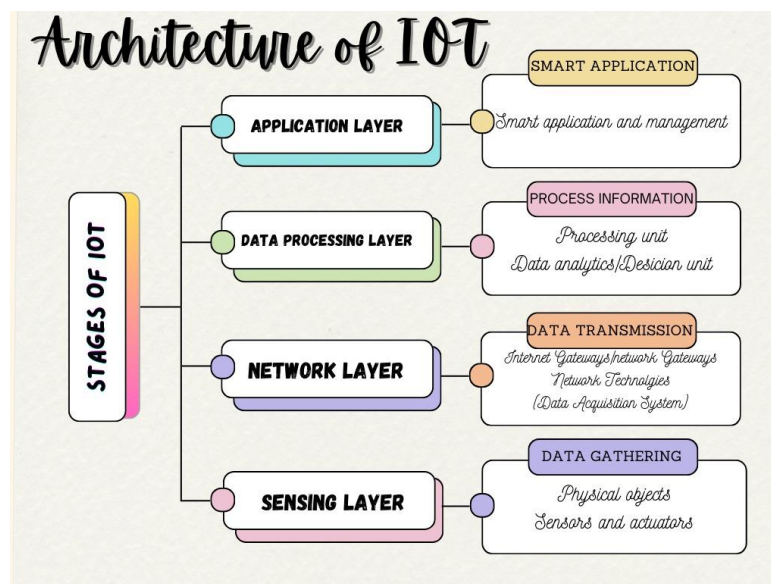 Architecture of IOT
STAGES OF IOT
APPLICATION LAYER
SMART APPLICATION
Smart application and management
DATA PROCESSING LAYER
PROCESS INFORMATION
Processing unit
Data analytics/Desicion unit
NETWORK LAYER
DATA TRANSMISSION
Internet Gateways/network Gateways
Network Technolgies
(Data Acquisition System)
SENSING LAYER
DATA GATHERING
Physical objects
Sensors and actuators